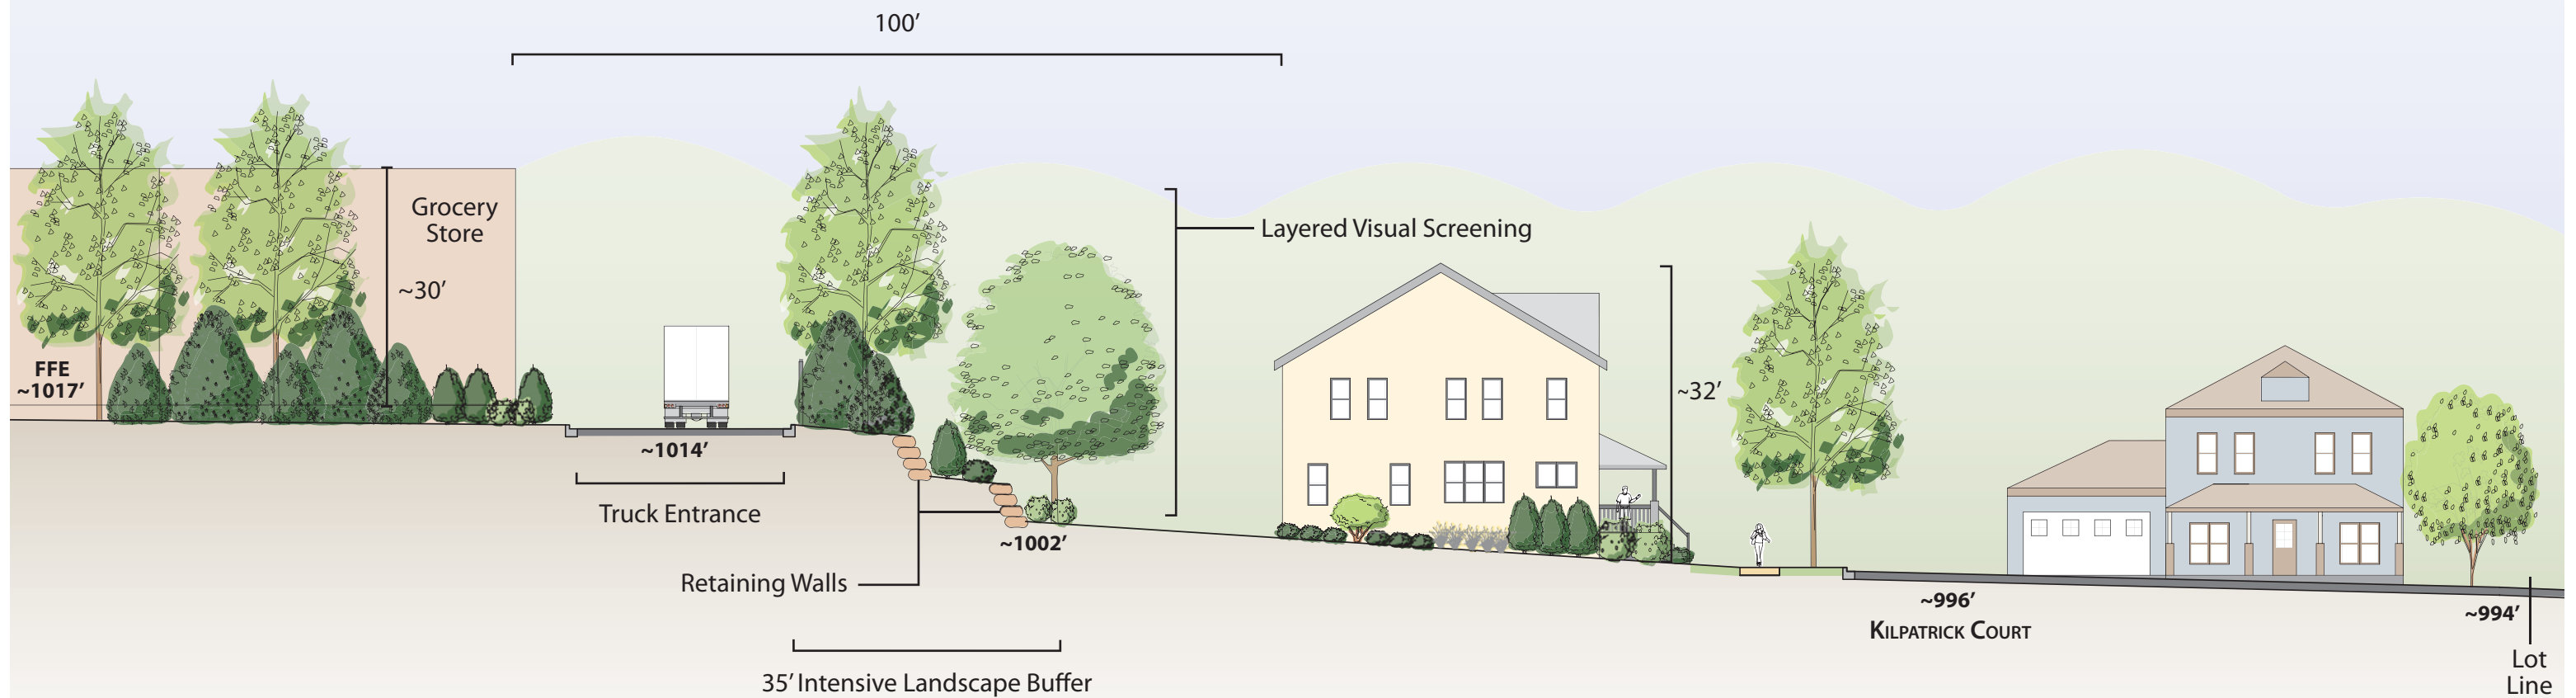 100’
Grocery
Store
~30’
FFE
~1017’
Layered Visual Screening
~32’
~1014’
Truck Entrance
~1002’
Retaining Walls
35’ Intensive Landscape Buffer
~996’
Kilpatrick Court
~994’
Lot
Line